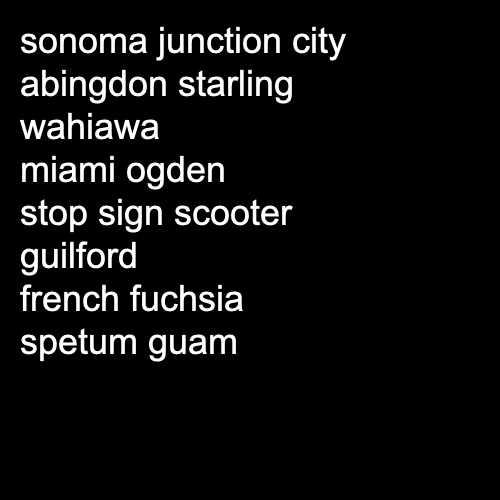 sonoma junction city
abingdon starling
wahiawa
miami ogden
stop sign scooter
guilford
french fuchsia
spetum guam